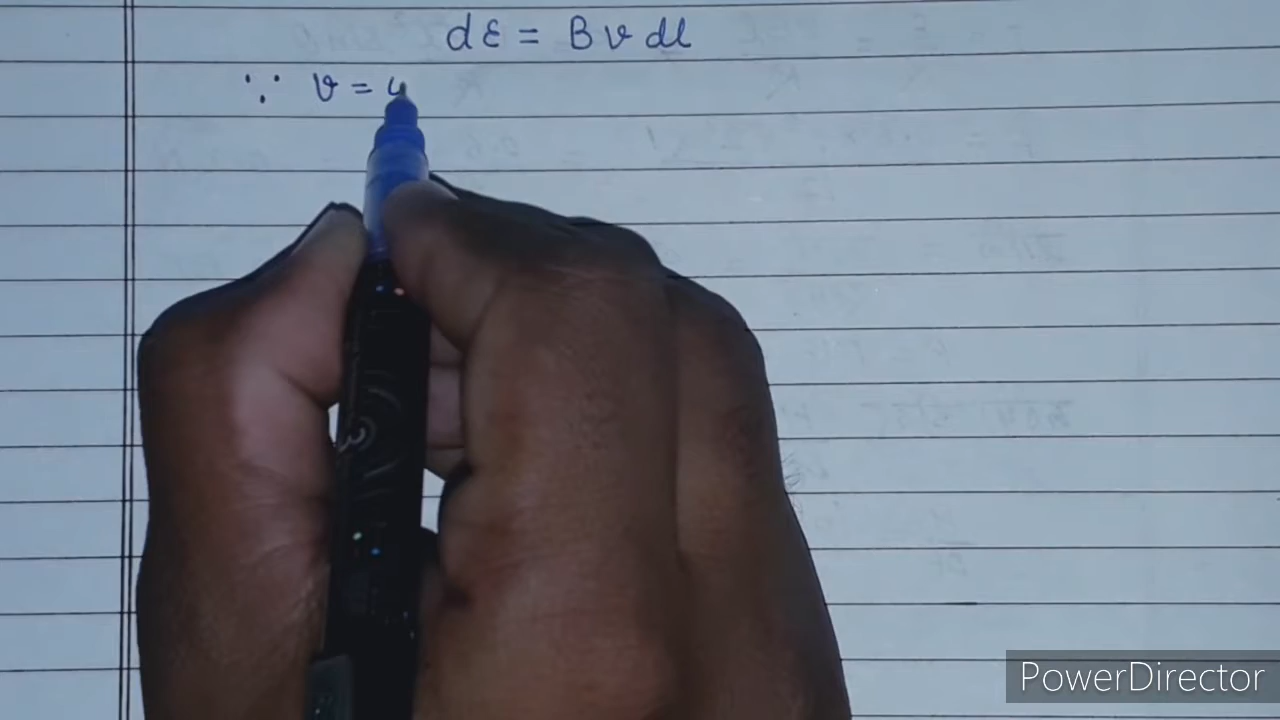 dε = B v dl
∵ v =
PowerDirector